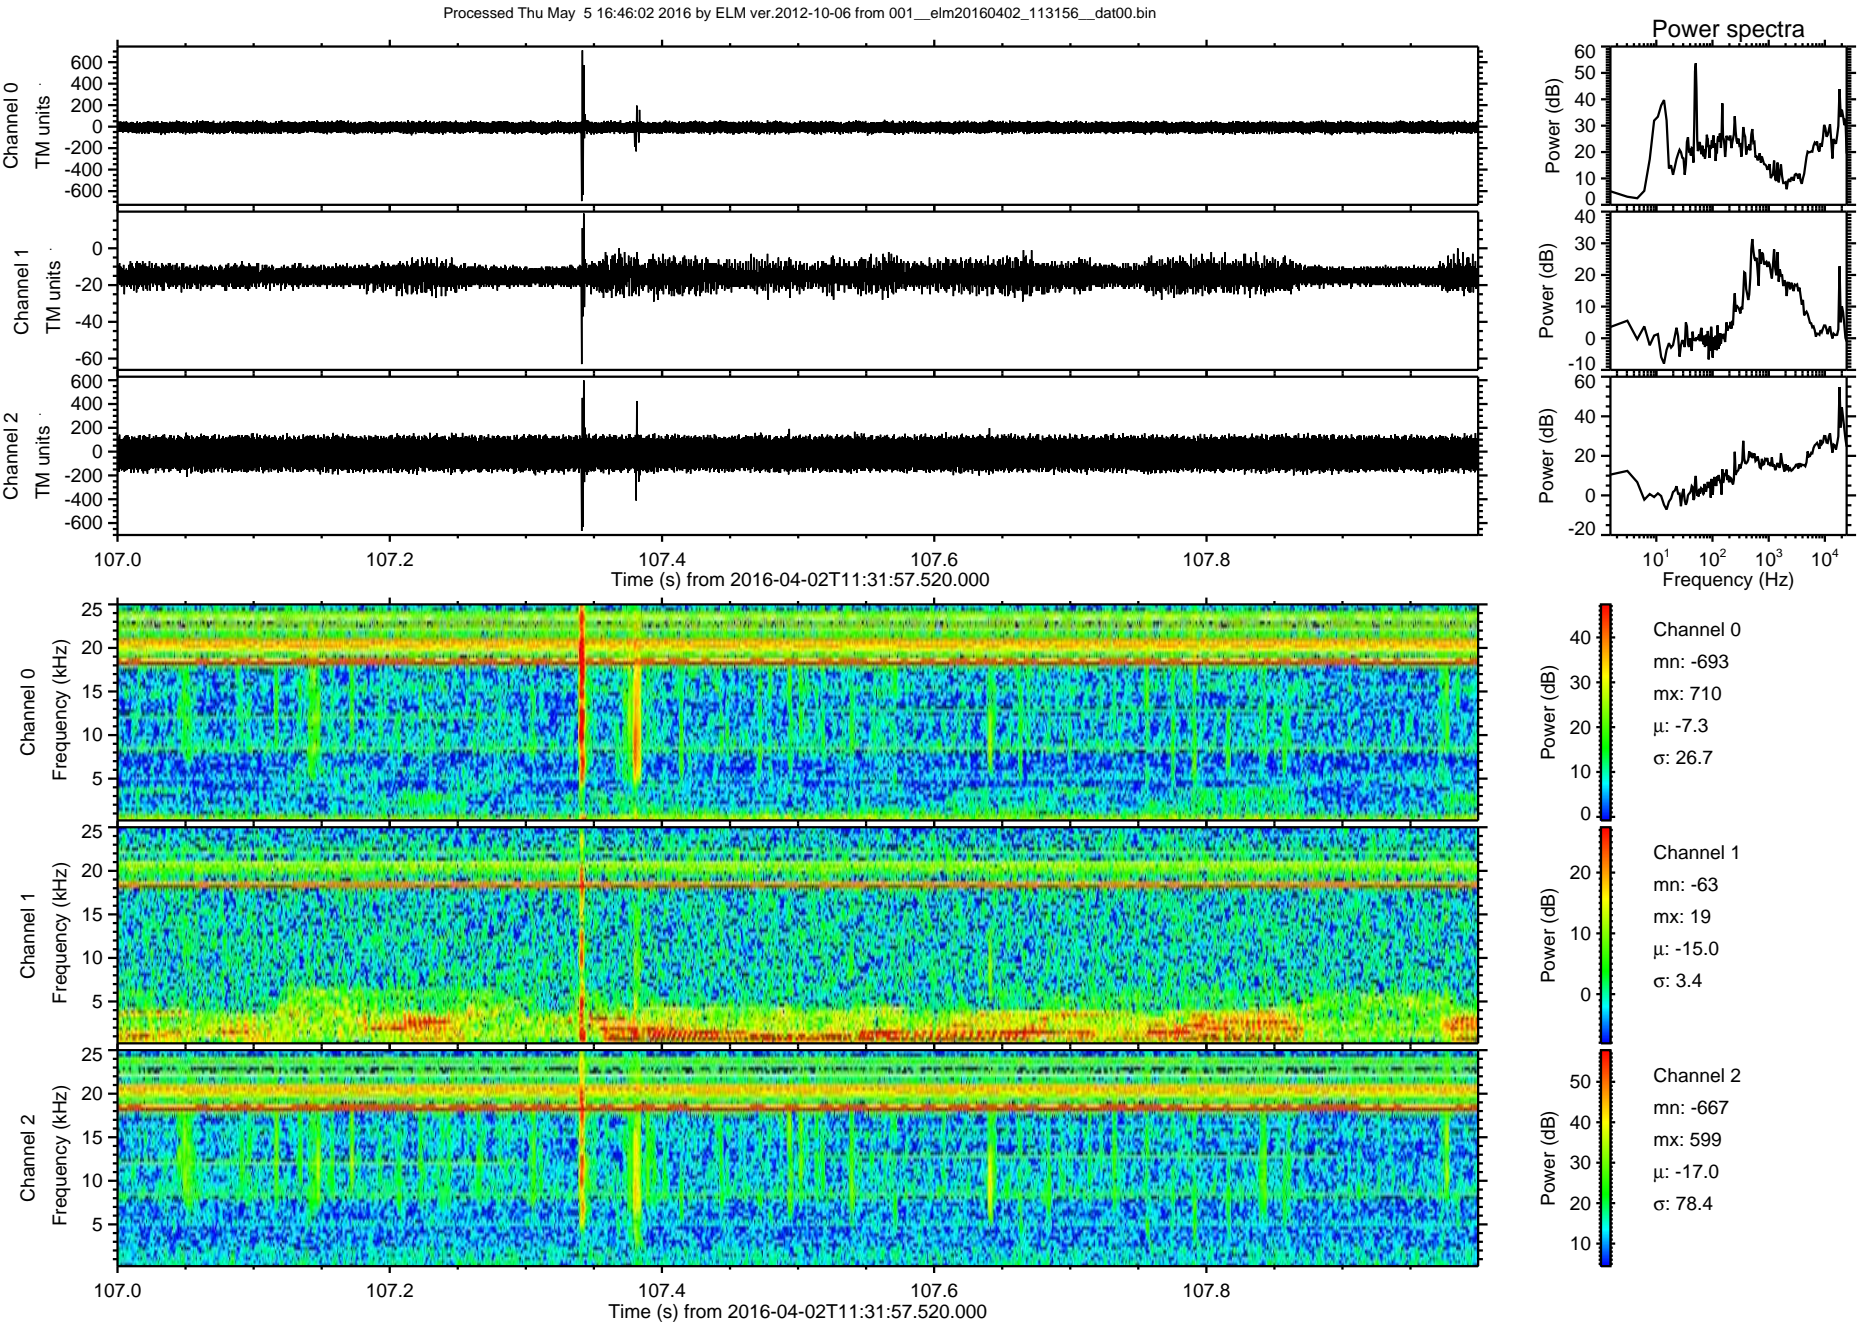 Processed Thu May 5 16:46:02 2016 by ELM ver.2012-10-06 from 001__elm20160402_113156__dat00.bin
Power spectra
Channel 0
TM units
600
400
200
0
-200
-400
-600
Power (dB)
60
50
40
30
20
10
0
Channel 1
TM units
0
-20
-40
-60
Power (dB)
40
30
20
10
0
-10
Channel 2
TM units
600
400
200
0
-200
-400
-600
Power (dB)
60
40
20
0
-20
107.0 107.2 107.4 107.6 107.8
Time (s) from 2016-04-02T11:31:57.520.000
10^1 10^2 10^3 10^4
Frequency (Hz)
Channel 0
Frequency (kHz)
25
20
15
10
5
Power (dB)
40
30
20
10
0
Channel 0
mn: -693
mx: 710
μ: -7.3
σ: 26.7
Channel 1
Frequency (kHz)
25
20
15
10
5
Power (dB)
20
10
0
Channel 1
mn: -63
mx: 19
μ: -15.0
σ: 3.4
Channel 2
Frequency (kHz)
25
20
15
10
5
Power (dB)
50
40
30
20
10
Channel 2
mn: -667
mx: 599
μ: -17.0
σ: 78.4
107.0 107.2 107.4 107.6 107.8
Time (s) from 2016-04-02T11:31:57.520.000